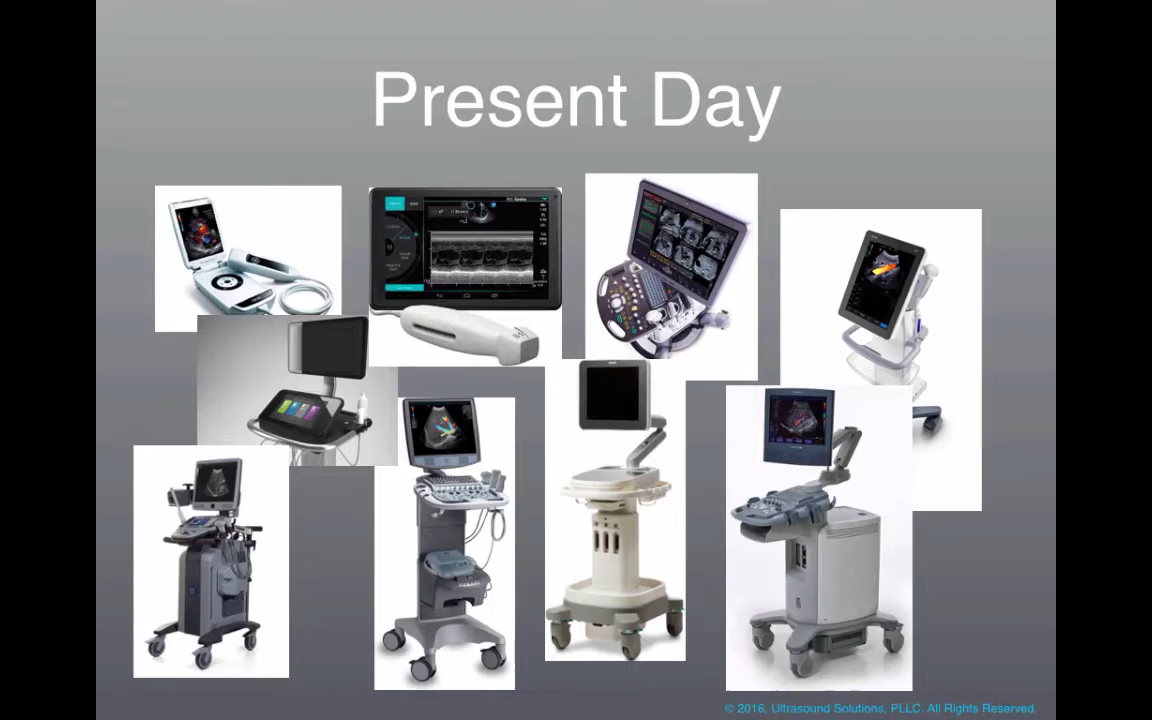 Present Day
© 2016, Ultrasound Solutions, PLLC. All Rights Reserved.